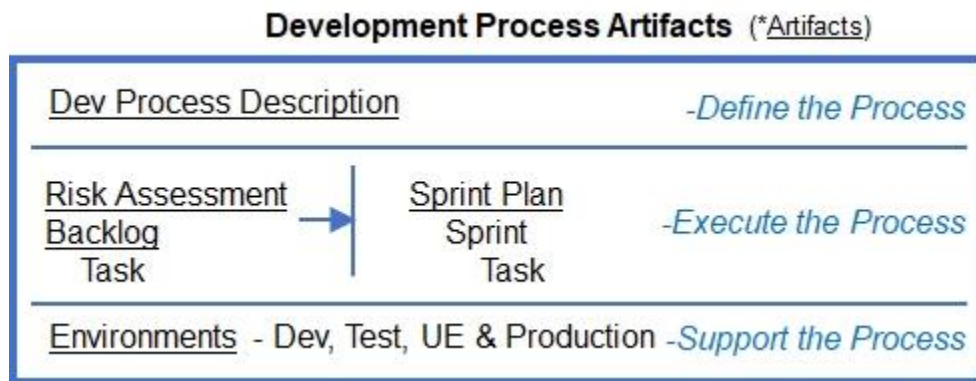 Development Process Artifacts (*Artifacts)
Dev Process Description -Define the Process
Risk Assessment
Backlog
Task
Sprint Plan
Sprint
Task
-Execute the Process
Environments - Dev, Test, UE & Production -Support the Process